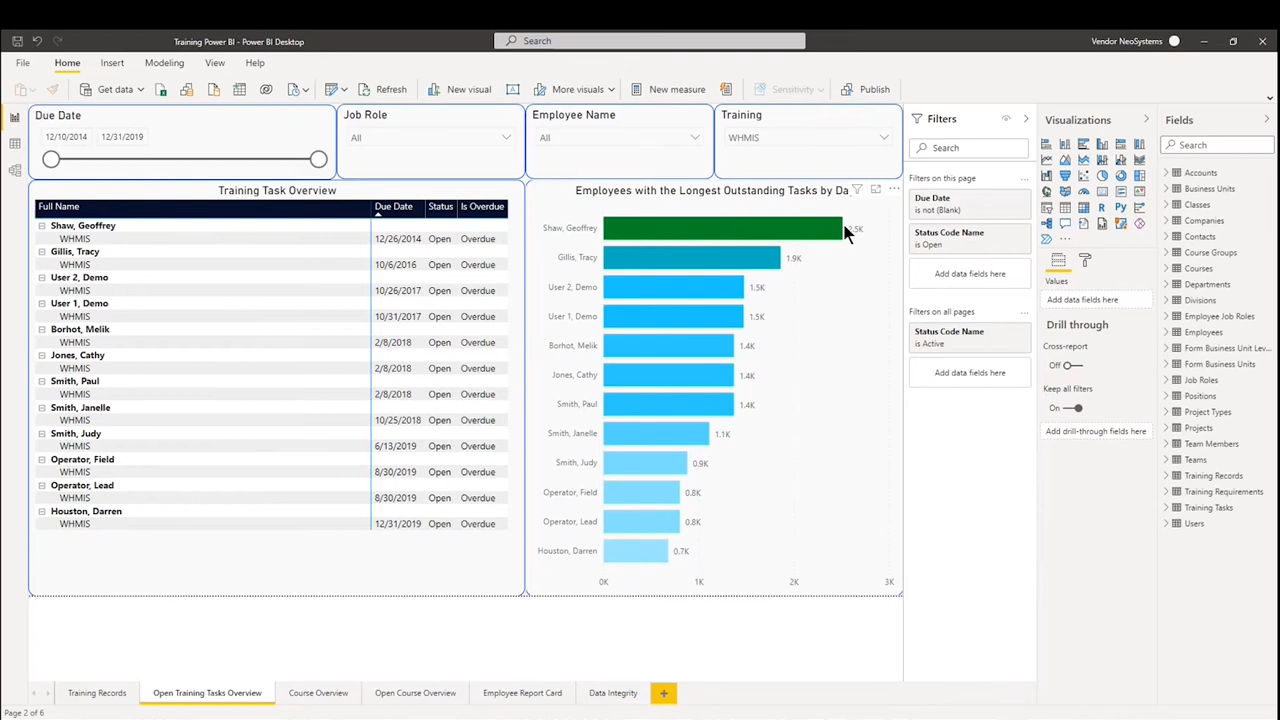 Training Power BI - Power BI Desktop
Search
Vendor NeoSystems
File Home Insert Modeling View Help
Get data
Refresh
New visual
More visuals
New measure
Sensitivity
Publish
Due Date
12/10/2014 12/31/2019
Job Role
All
Employee Name
All
Training
WHMIS
Training Task Overview
Full Name Due Date Status Is Overdue
Shaw, Geoffrey
WHMIS 12/26/2014 Open Overdue
Gillis, Tracy
WHMIS 10/6/2016 Open Overdue
User 2, Demo
WHMIS 10/26/2017 Open Overdue
User 1, Demo
WHMIS 10/31/2017 Open Overdue
Borhot, Melik
WHMIS 2/8/2018 Open Overdue
Jones, Cathy
WHMIS 2/8/2018 Open Overdue
Smith, Paul
WHMIS 2/8/2018 Open Overdue
Smith, Janelle
WHMIS 10/25/2018 Open Overdue
Smith, Judy
WHMIS 6/13/2019 Open Overdue
Operator, Field
WHMIS 8/30/2019 Open Overdue
Operator, Lead
WHMIS 8/30/2019 Open Overdue
Houston, Darren
WHMIS 12/31/2019 Open Overdue
Employees with the Longest Outstanding Tasks by Da
Shaw, Geoffrey .5K
Gillis, Tracy 1.9K
User 2, Demo 1.5K
User 1, Demo 1.5K
Borhot, Melik 1.4K
Jones, Cathy 1.4K
Smith, Paul 1.4K
Smith, Janelle 1.1K
Smith, Judy 0.9K
Operator, Field 0.8K
Operator, Lead 0.8K
Houston, Darren 0.7K
0K 1K 2K 3K
Filters
Search
Filters on this page
Due Date
is not (Blank)
Status Code Name
is Open
Add data fields here
Filters on all pages
Status Code Name
is Active
Add data fields here
Visualizations
R
Py
Values
Add data fields here
Drill through
Cross-report
Off
Keep all filters
On
Add drill-through fields here
Fields
Search
Accounts
Business Units
Classes
Companies
Contacts
Course Groups
Courses
Departments
Divisions
Employee Job Roles
Employees
Form Business Unit Lev...
Form Business Units
Job Roles
Positions
Project Types
Projects
Team Members
Teams
Training Records
Training Requirements
Training Tasks
Users
Training Records
Open Training Tasks Overview
Course Overview
Open Course Overview
Employee Report Card
Data Integrity
Page 2 of 6